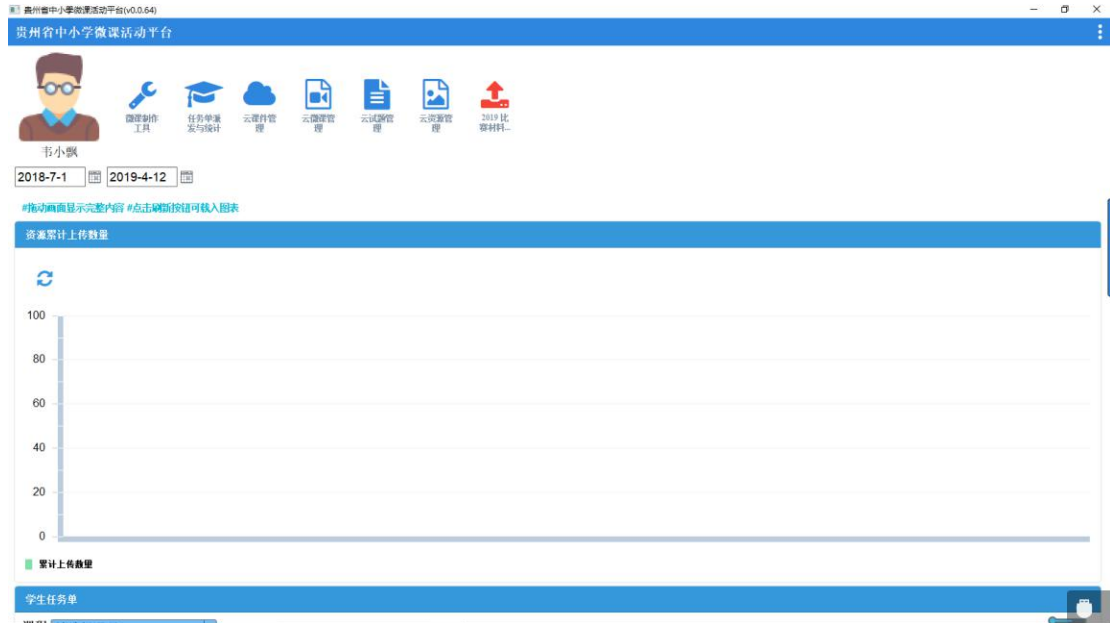 贵州省中小学微课活动平台(v0.0.64)
贵州省中小学微课活动平台
微课制作
工具
任务单派
发与统计
云课件管
理
云微课管
理
云试题管
理
云资源管
理
2019 比
赛材料...
韦小飘
2018-7-1
2019-4-12
#拖动画面显示完整内容 #点击刷新按钮可载入图表
资源累计上传数量
100
80
60
40
20
0
累计上传数量
学生任务单